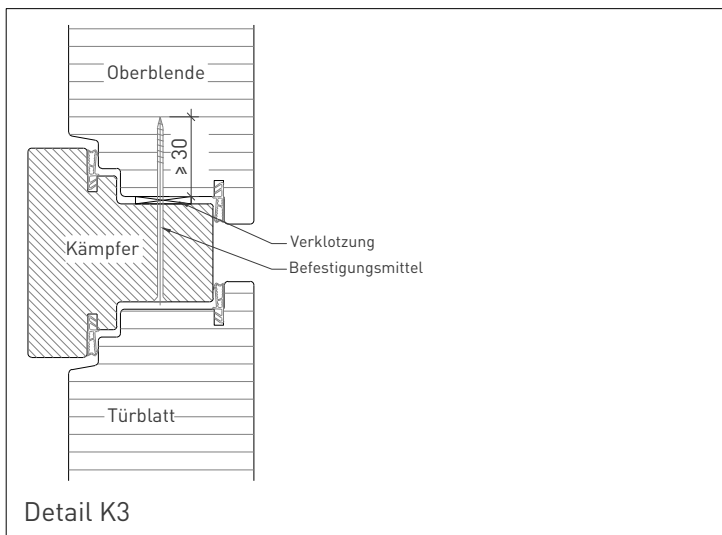 Oberblende
⩾ 30
Kämpfer
Verklotzung
Befestigungsmittel
Türblatt
Detail K3